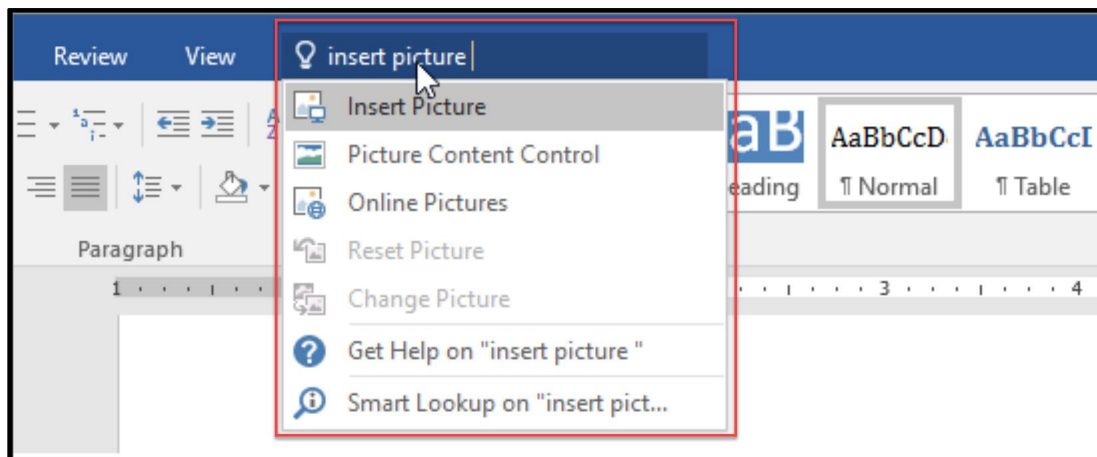 Review View insert picture
Insert Picture
AaBbCcD AaBbCcI
Picture Content Control
eading ¶ Normal ¶ Table
Online Pictures
Paragraph
Reset Picture
1 3 4
Change Picture
Get Help on "insert picture "
Smart Lookup on "insert pict...